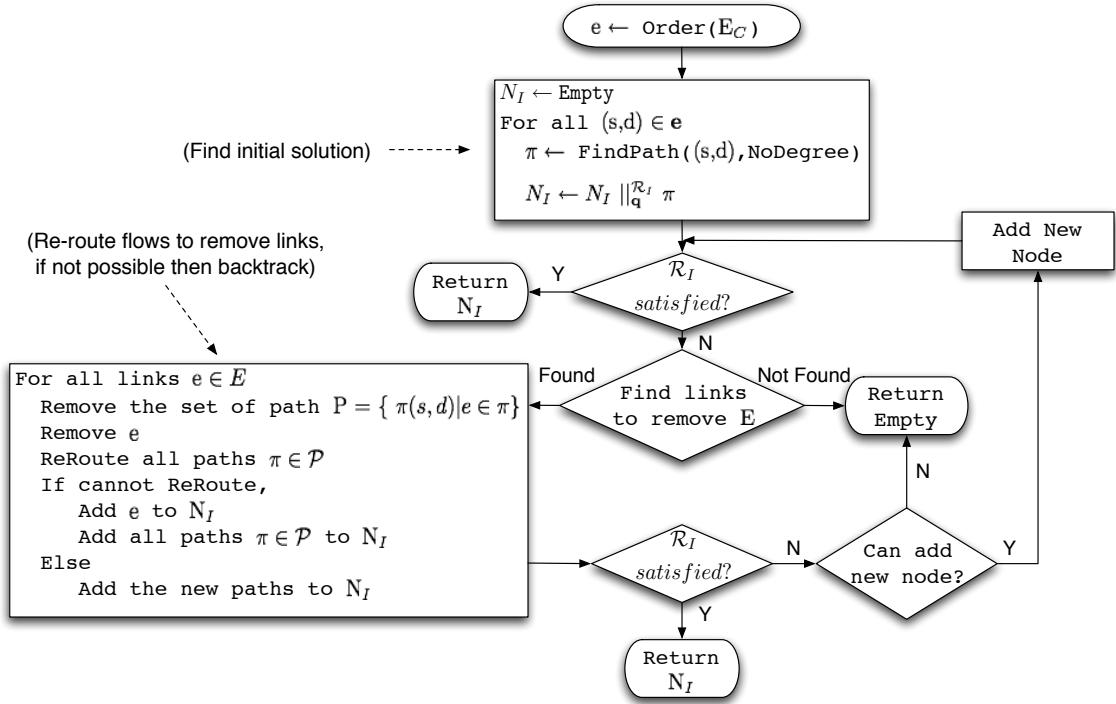 e ← Order(E_C)
N_I ← Empty
For all (s,d) ∈ e
π ← FindPath((s,d),NoDegree)
N_I ← N_I ||_q^{R_I} π
(Find initial solution)
(Re-route flows to remove links,
if not possible then backtrack)
Add New
Node
R_I
satisfied?
Y
Return
N_I
N
Find links
to remove E
Found
Not Found
Return
Empty
For all links e ∈ E
Remove the set of path P = { π(s,d)|e ∈ π}
Remove e
ReRoute all paths π ∈ P
If cannot ReRoute,
Add e to N_I
Add all paths π ∈ P to N_I
Else
Add the new paths to N_I
R_I
satisfied?
N
Can add
new node?
N
Y
Y
Return
N_I